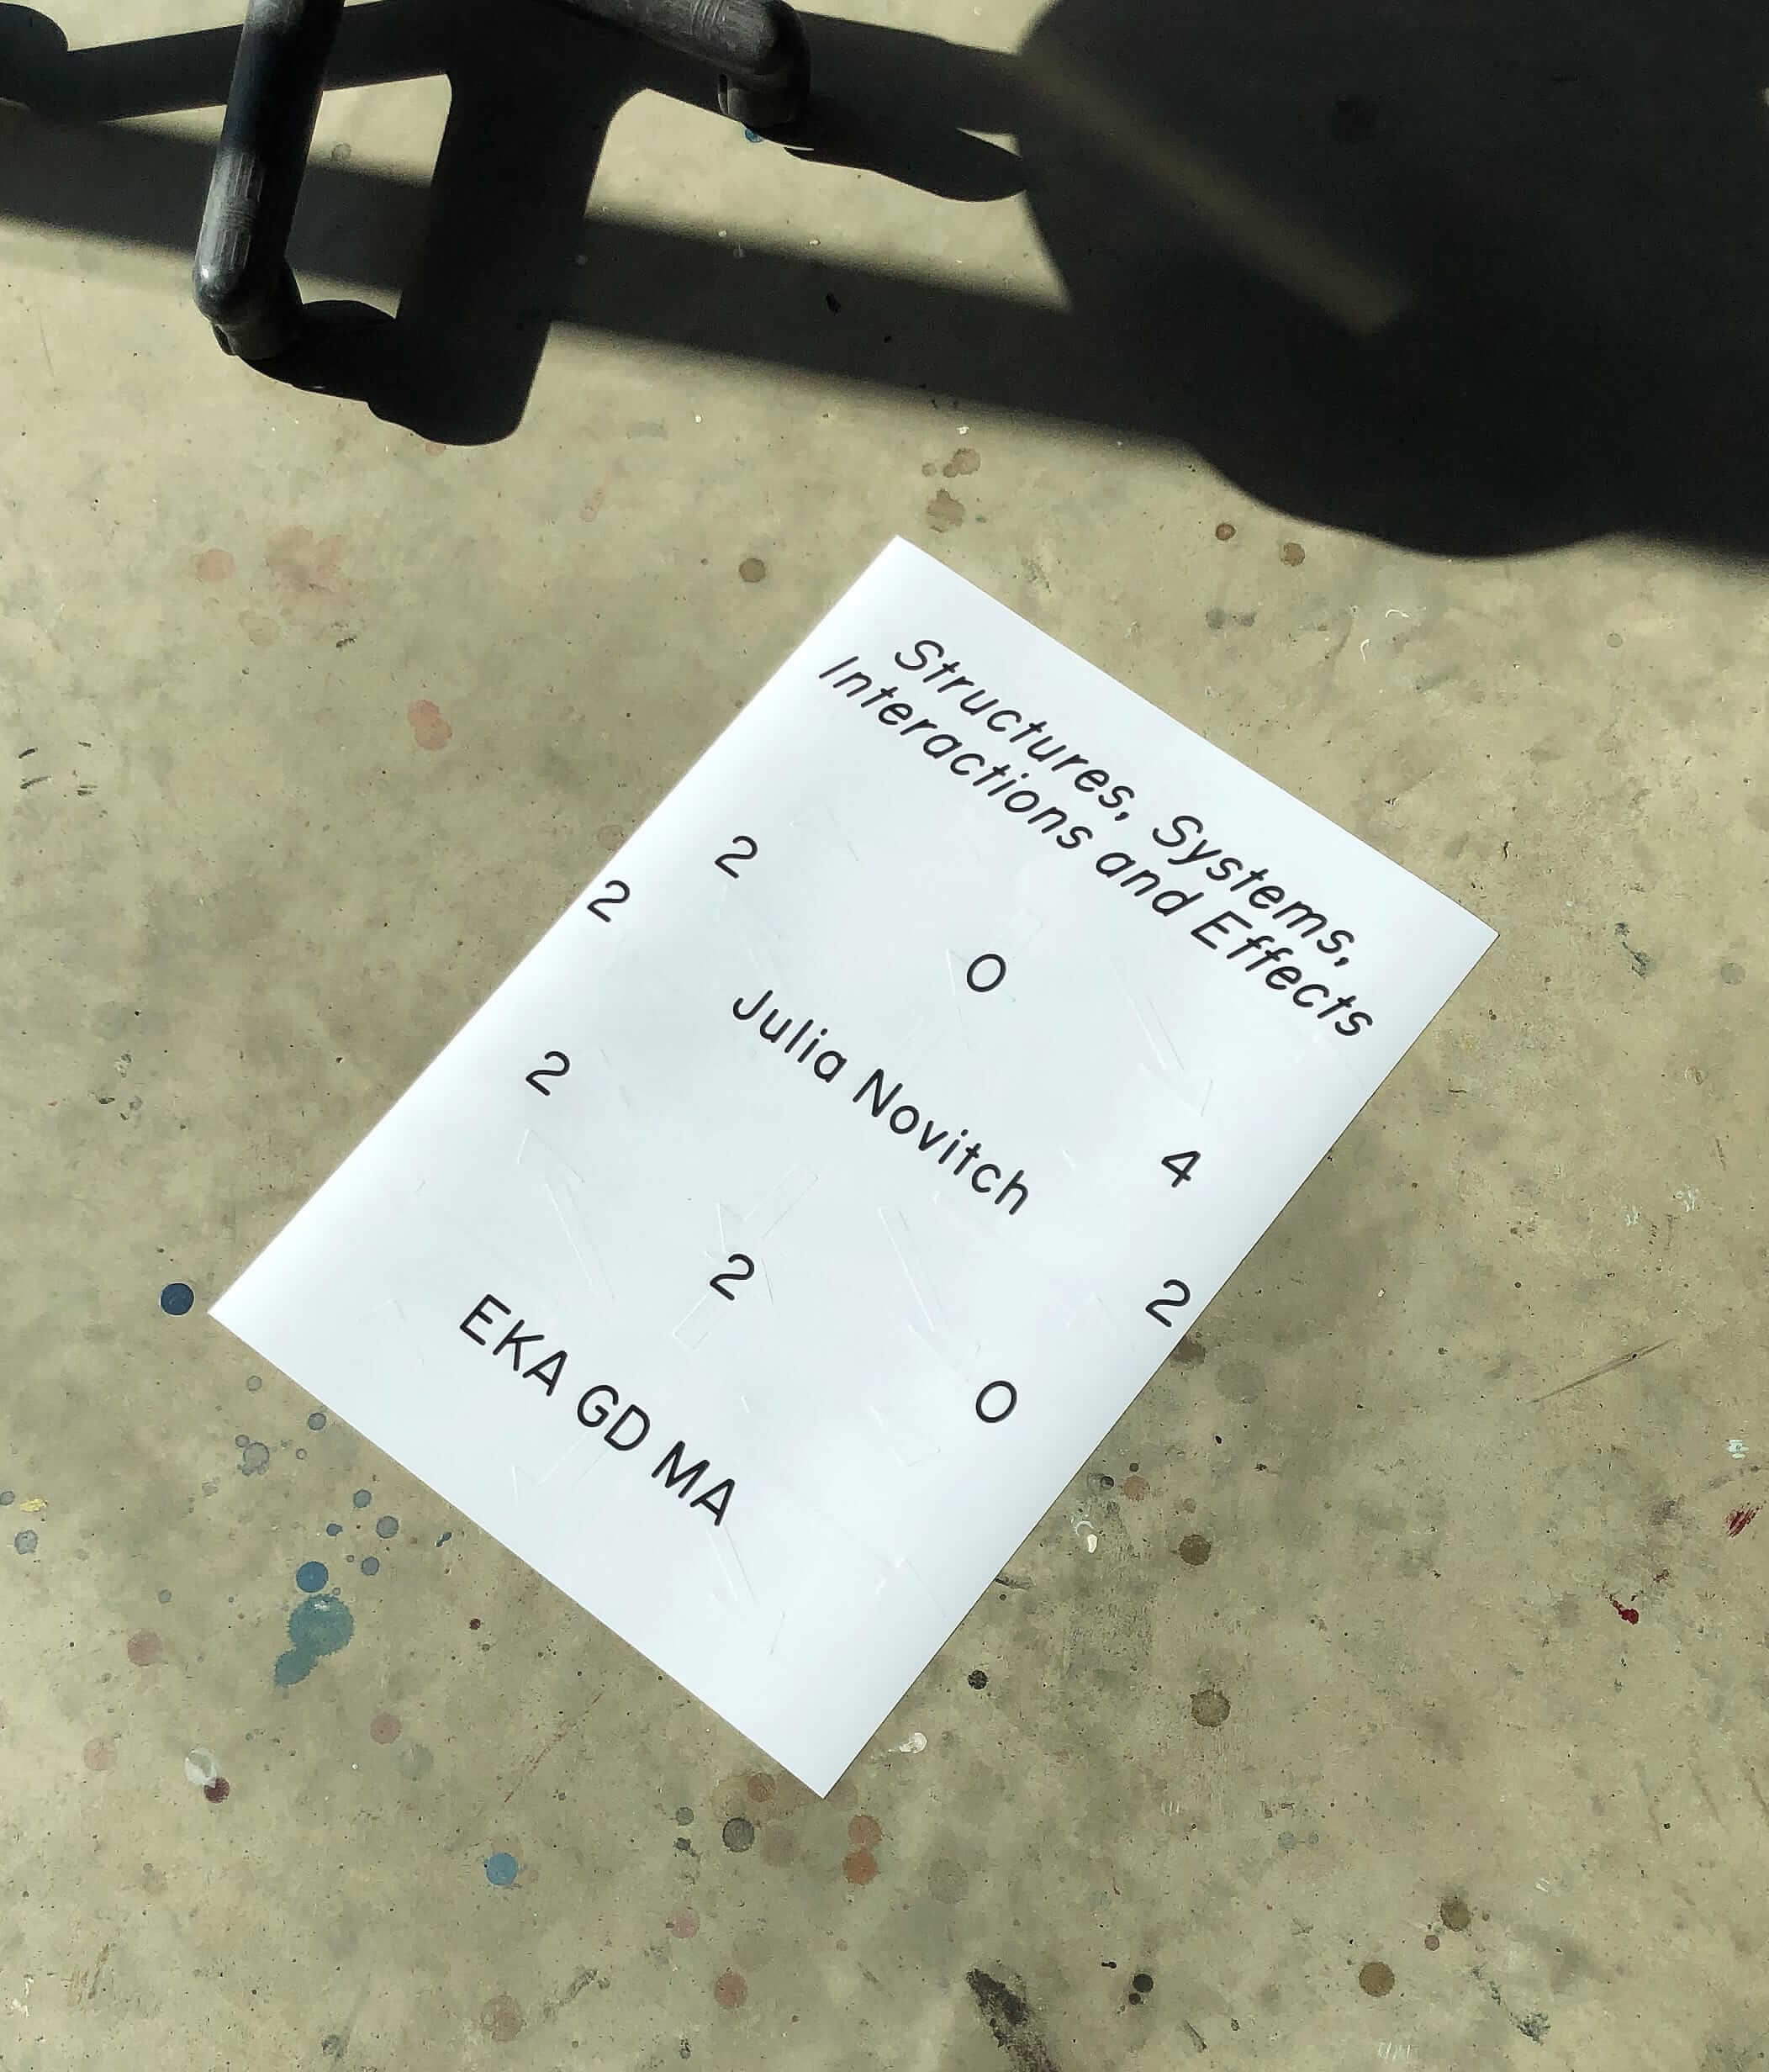 Structures, Systems,
Interactions and Effects
0
2 4
2 Julia Novitch 2
2 0
2
EKA GD MA